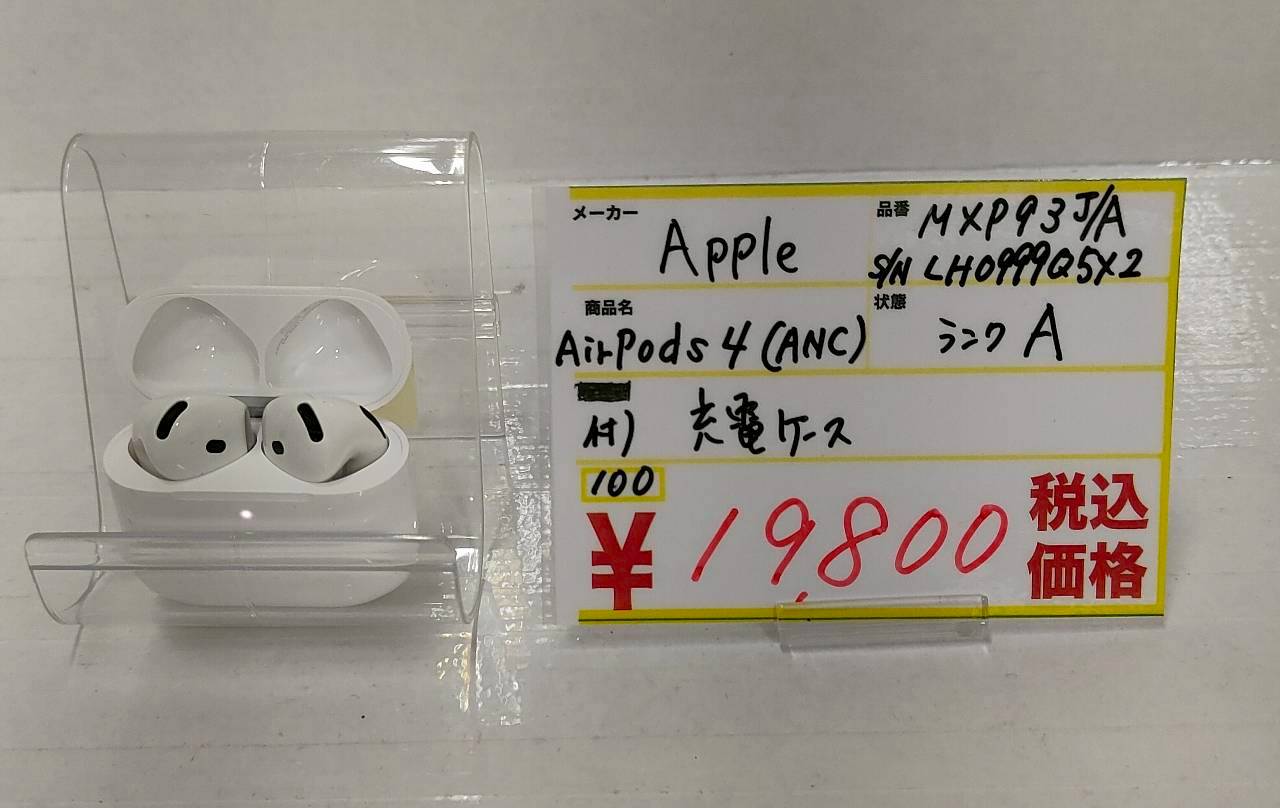 メーカー
Apple
品番
MXP93J/A
S/N LH0999Q5X2
商品名
AirPods 4 (ANC)
状態
ランク A
付) 充電ケース
100
¥19,800
税込
価格